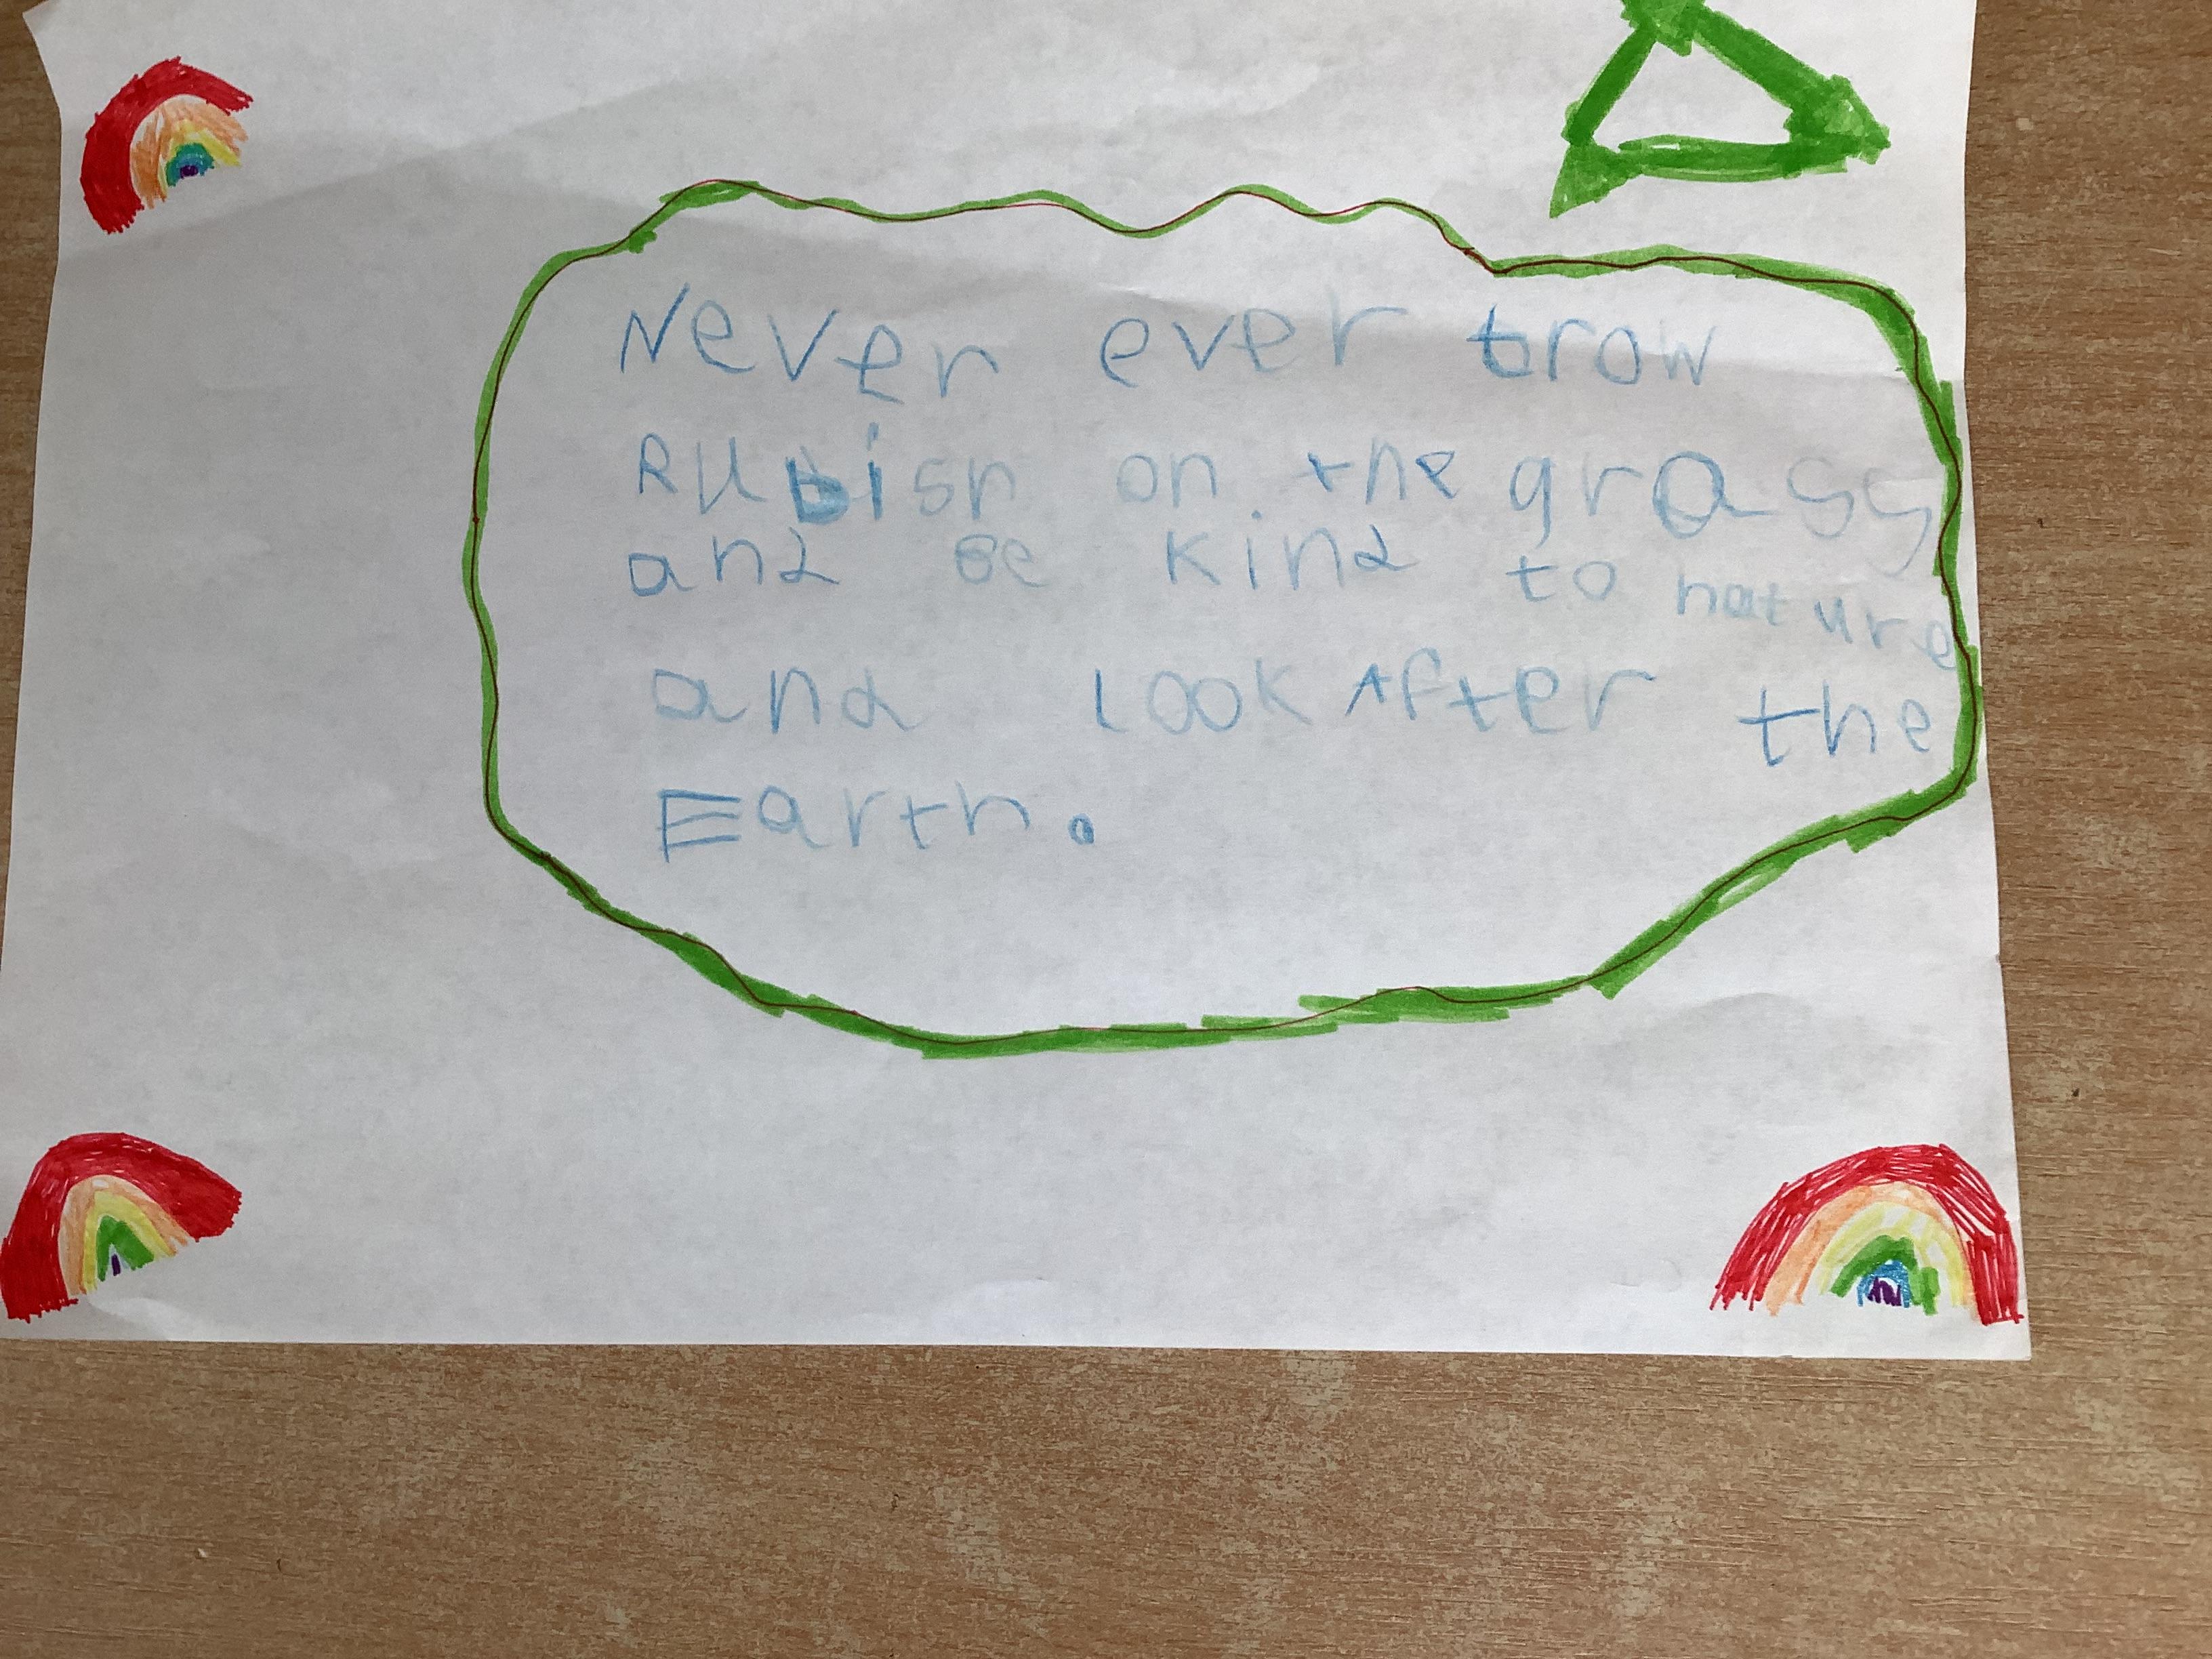 Never ever trow
Rubish on the grass
and Be kind to nature
and Look After the
Earth.